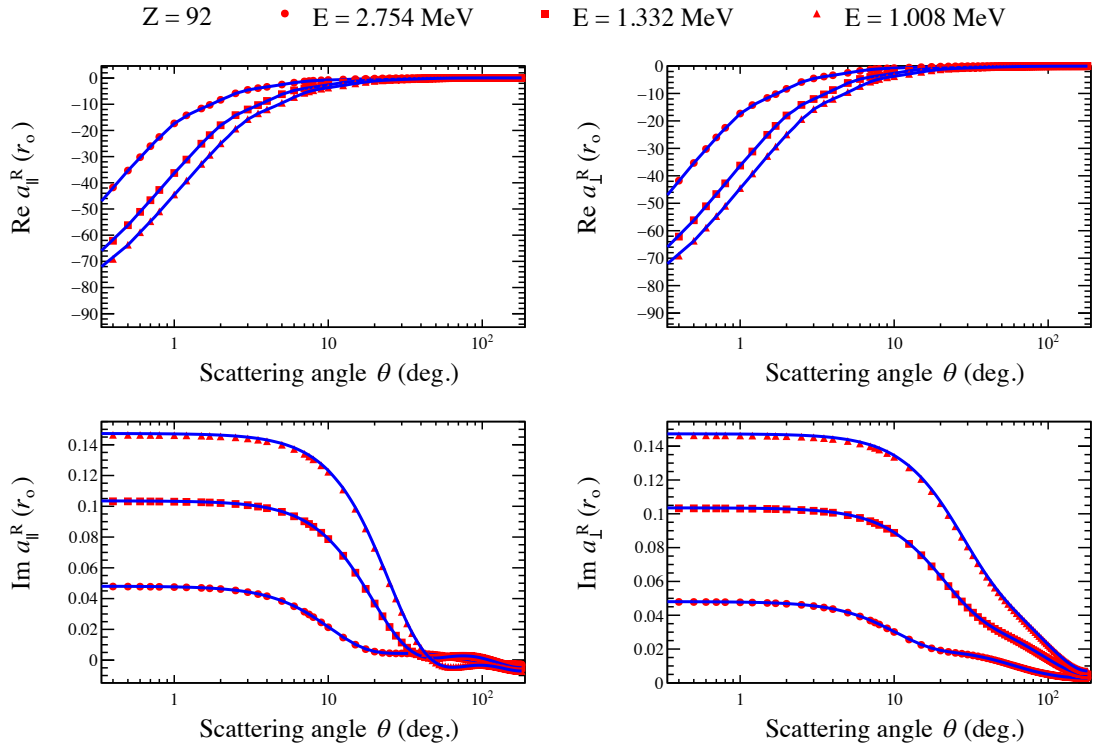 Z = 92 E = 2.754 MeV E = 1.332 MeV E = 1.008 MeV
Re a∥ᴿ (r₀)
0
−10
−20
−30
−40
−50
−60
−70
−80
−90
1 10 10²
Scattering angle θ (deg.)
Re a⊥ᴿ (r₀)
0
−10
−20
−30
−40
−50
−60
−70
−80
−90
1 10 10²
Scattering angle θ (deg.)
Im a∥ᴿ (r₀)
0.14
0.12
0.1
0.08
0.06
0.04
0.02
0
1 10 10²
Scattering angle θ (deg.)
Im a⊥ᴿ (r₀)
0.14
0.12
0.1
0.08
0.06
0.04
0.02
0
1 10 10²
Scattering angle θ (deg.)